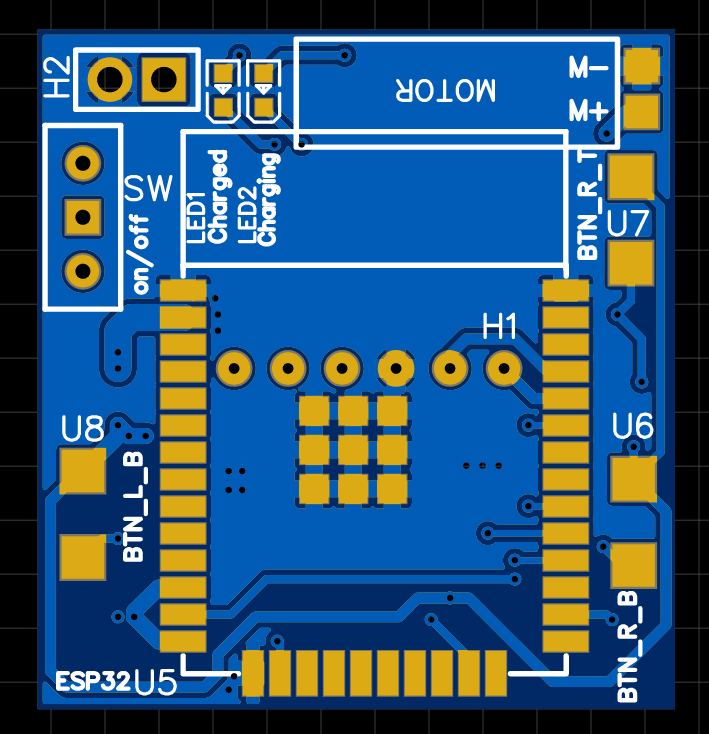 H2
MOTOR
M-
M+
SW
on/off
LED1
Charged
LED2
Charging
BTN_R_T
U7
H1
U8
BTN_L_B
U6
BTN_R_B
ESP32 U5